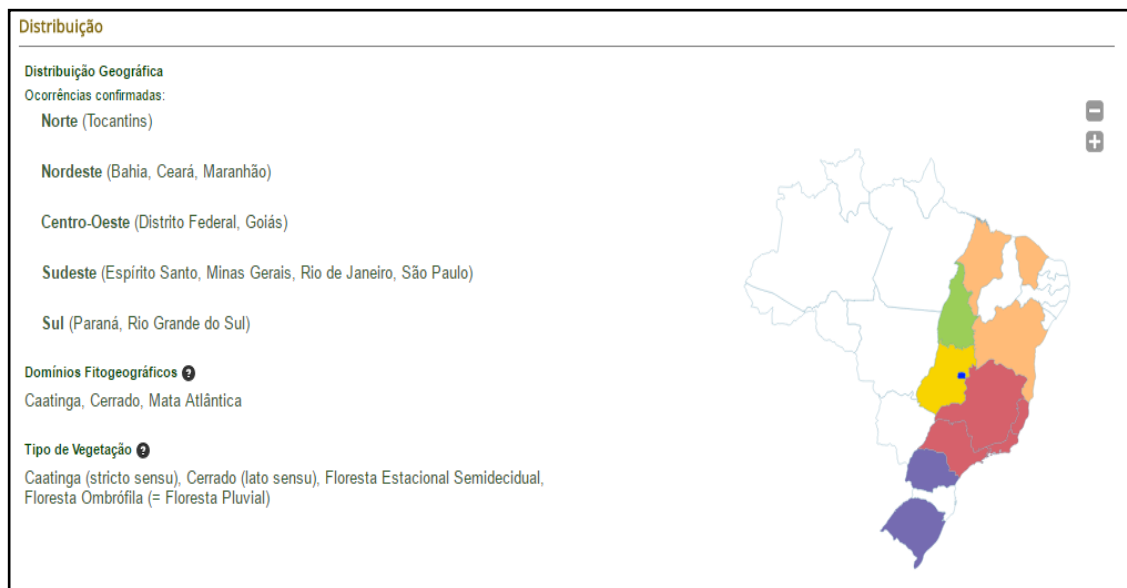 Distribuição
Distribuição Geográfica
Ocorrências confirmadas:
Norte (Tocantins)
Nordeste (Bahia, Ceará, Maranhão)
Centro-Oeste (Distrito Federal, Goiás)
Sudeste (Espírito Santo, Minas Gerais, Rio de Janeiro, São Paulo)
Sul (Paraná, Rio Grande do Sul)
Domínios Fitogeográficos ?
Caatinga, Cerrado, Mata Atlântica
Tipo de Vegetação ?
Caatinga (stricto sensu), Cerrado (lato sensu), Floresta Estacional Semidecidual,
Floresta Ombrófila (= Floresta Pluvial)